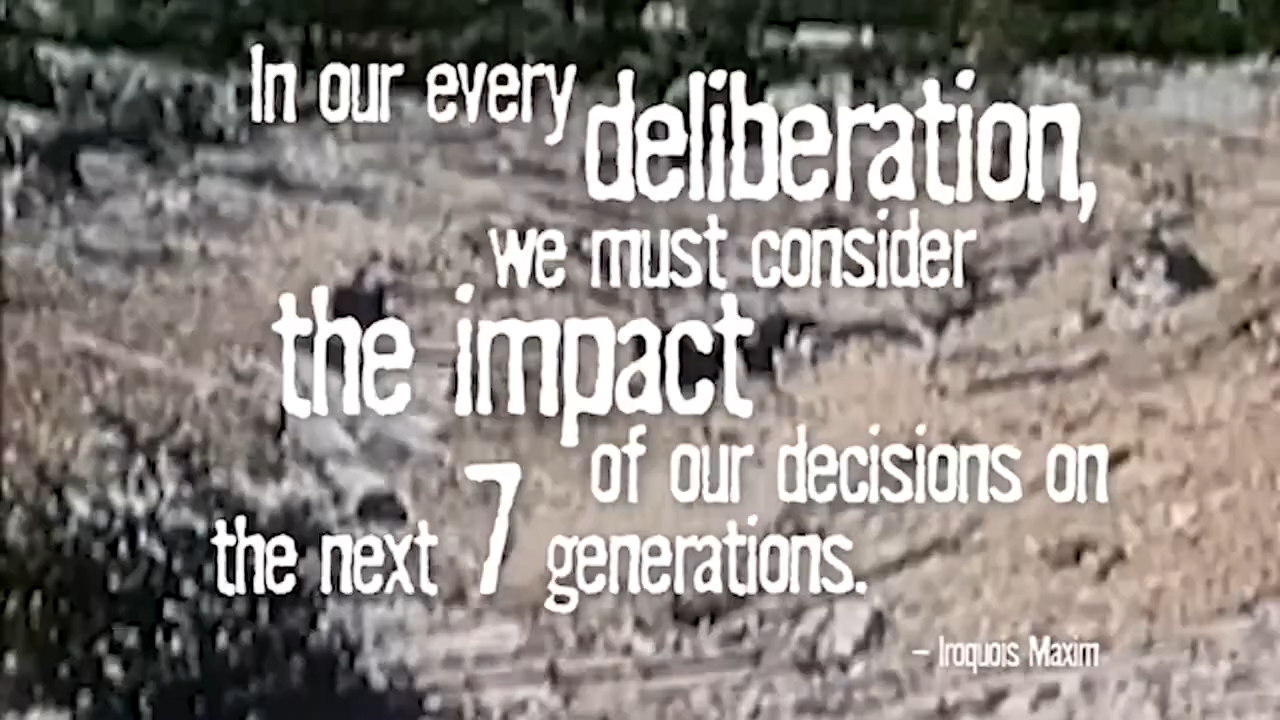 In our every deliberation,
we must consider
the impact
of our decisions on
the next 7 generations.
– Iroquois Maxim